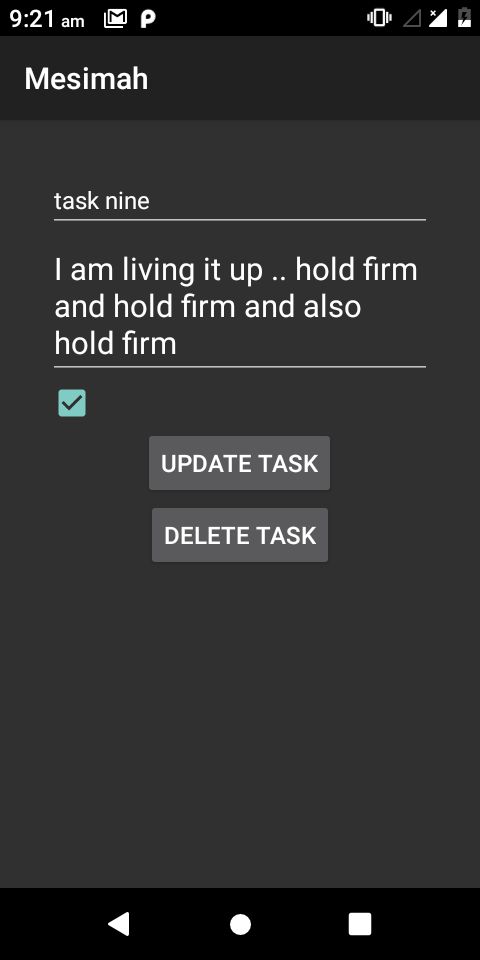 9:21 am
Mesimah
task nine
I am living it up .. hold firm
and hold firm and also
hold firm
UPDATE TASK
DELETE TASK